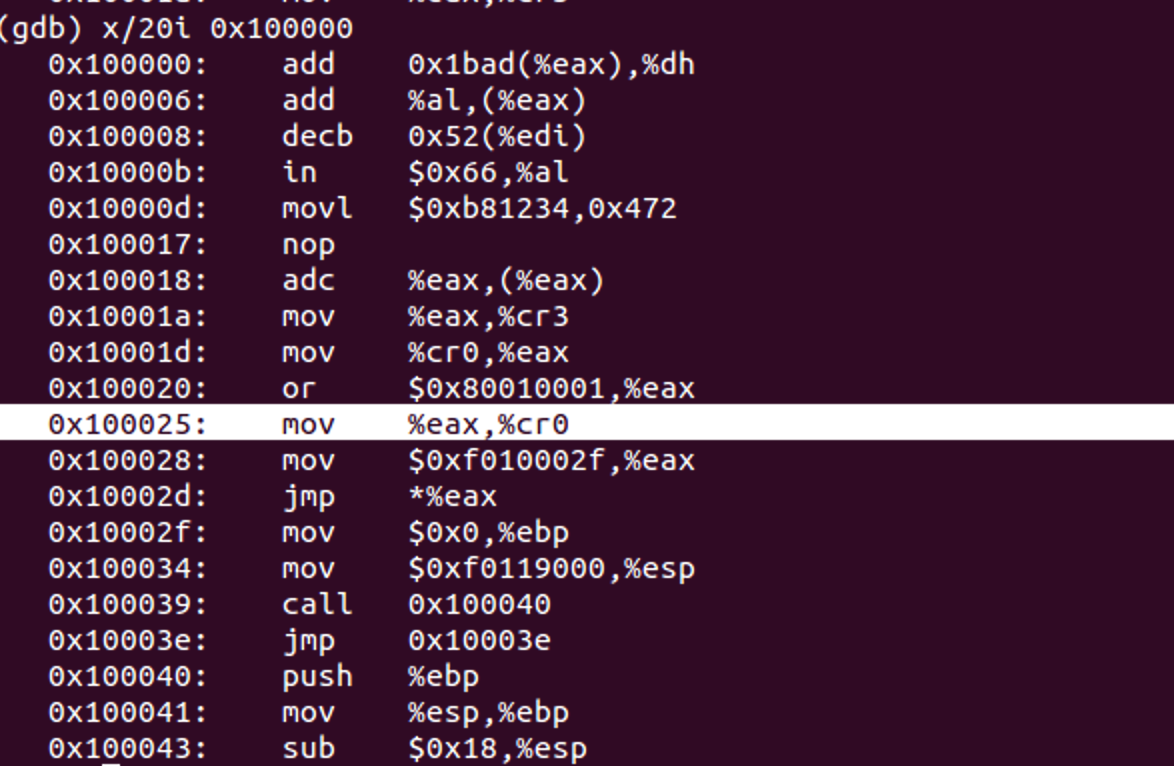 (gdb) x/20i 0x100000
0x100000: add 0x1bad(%eax),%dh
0x100006: add %al,(%eax)
0x100008: decb 0x52(%edi)
0x10000b: in $0x66,%al
0x10000d: movl $0xb81234,0x472
0x100017: nop
0x100018: adc %eax,(%eax)
0x10001a: mov %eax,%cr3
0x10001d: mov %cr0,%eax
0x100020: or $0x80010001,%eax
0x100025: mov %eax,%cr0
0x100028: mov $0xf010002f,%eax
0x10002d: jmp *%eax
0x10002f: mov $0x0,%ebp
0x100034: mov $0xf0119000,%esp
0x100039: call 0x100040
0x10003e: jmp 0x10003e
0x100040: push %ebp
0x100041: mov %esp,%ebp
0x100043: sub $0x18,%esp